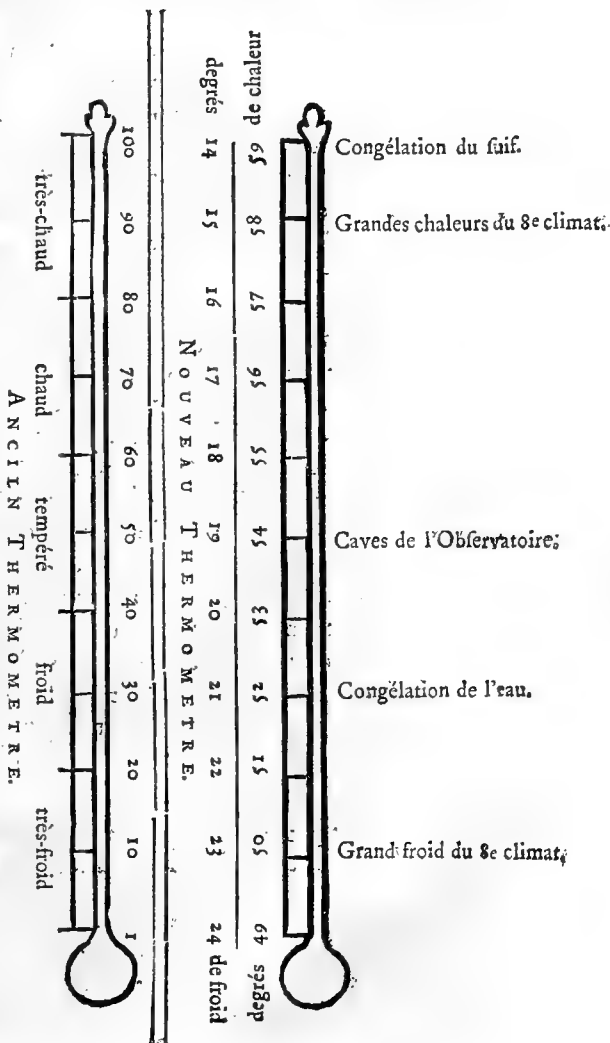 ANCIEN THERMOMETRE.
très-chaud
chaud
tempéré
froid
très-froid
100 90 80 70 60 50 40 30 20 10 1
NOUVEAU THERMOMETRE.
degrés 14 15 16 17 18 19 20 21 22 23 24 de froid
de chaleur 59 58 57 56 55 54 53 52 51 50 49 degrés
Congélation du ſuif.
Grandes chaleurs du 8e climat.
Caves de l'Obſervatoire;
Congélation de l'eau.
Grand froid du 8e climat,